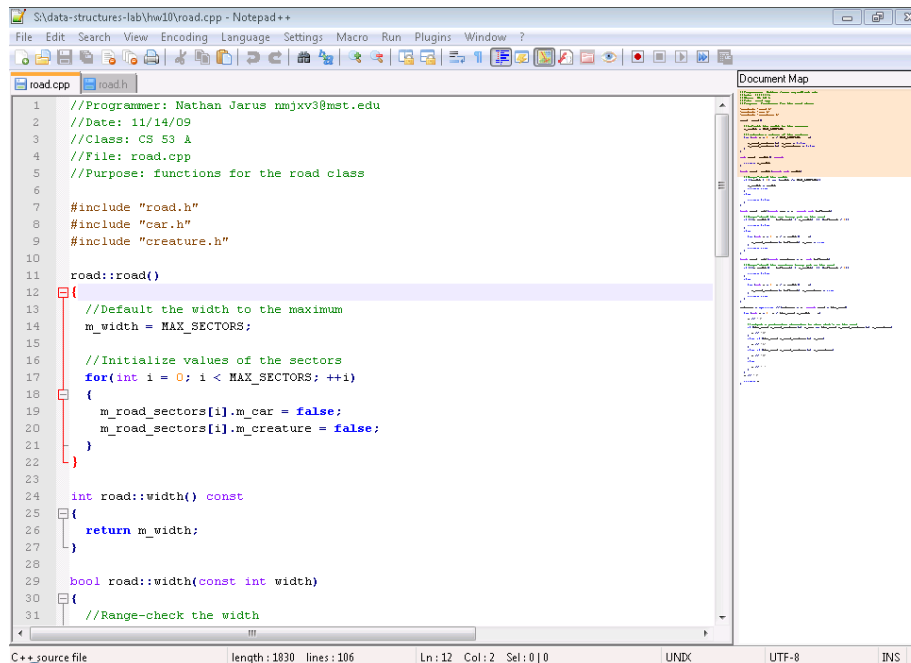 S:\data-structures-lab\hw10\road.cpp - Notepad++
File Edit Search View Encoding Language Settings Macro Run Plugins Window ?
road.cpp road.h
Document Map
1 //Programmer: Nathan Jarus nmjxv3@mst.edu
2 //Date: 11/14/09
3 //Class: CS 53 A
4 //File: road.cpp
5 //Purpose: functions for the road class
6
7 #include "road.h"
8 #include "car.h"
9 #include "creature.h"
10
11 road::road()
12 {
13 //Default the width to the maximum
14 m_width = MAX_SECTORS;
15
16 //Initialize values of the sectors
17 for(int i = 0; i < MAX_SECTORS; ++i)
18 {
19 m_road_sectors[i].m_car = false;
20 m_road_sectors[i].m_creature = false;
21 }
22 }
23
24 int road::width() const
25 {
26 return m_width;
27 }
28
29 bool road::width(const int width)
30 {
31 //Range-check the width
C++ source file length : 1830 lines : 106 Ln : 12 Col : 2 Sel : 0 | 0 UNIX UTF-8 INS